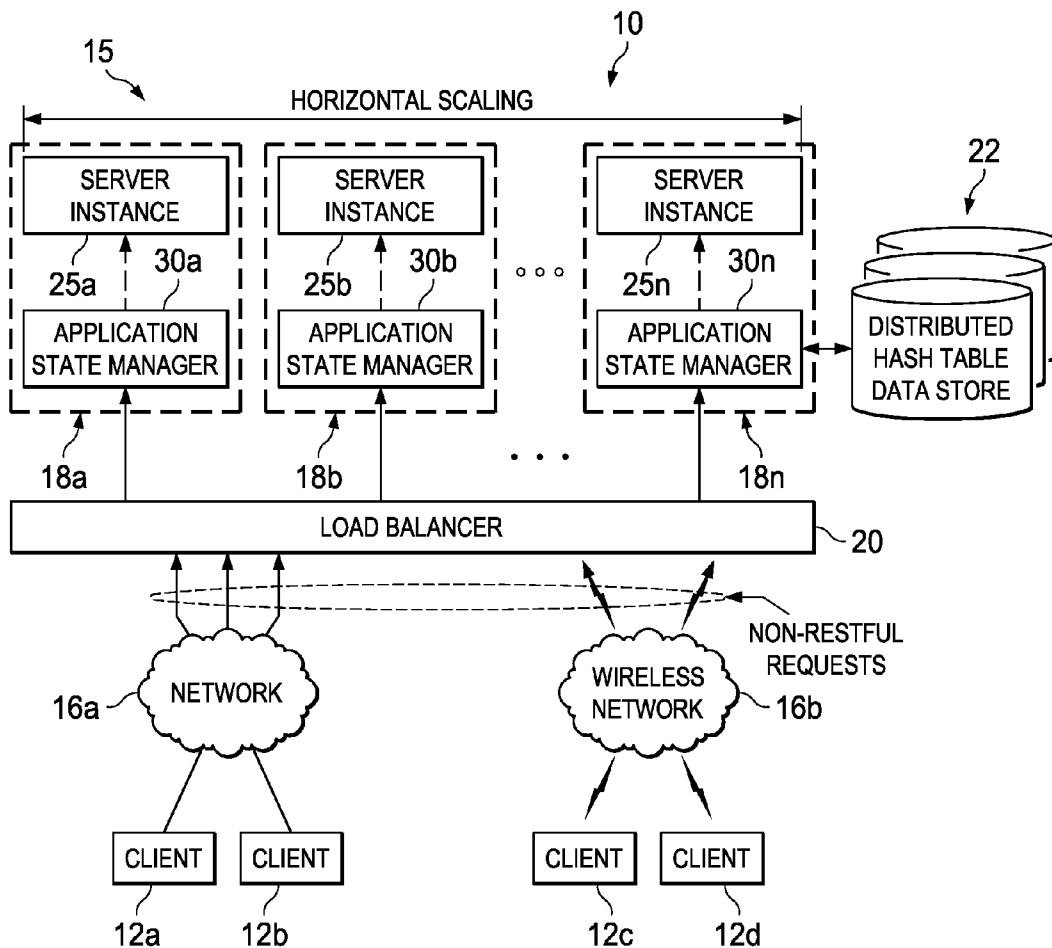 15
10
HORIZONTAL SCALING
SERVER
INSTANCE
SERVER
INSTANCE
SERVER
INSTANCE
22
25a
30a
25b
30b
25n
30n
APPLICATION
STATE MANAGER
APPLICATION
STATE MANAGER
APPLICATION
STATE MANAGER
DISTRIBUTED
HASH TABLE
DATA STORE
18a
18b
18n
LOAD BALANCER
20
NON-RESTFUL
REQUESTS
16a
NETWORK
WIRELESS
NETWORK
16b
CLIENT
CLIENT
CLIENT
CLIENT
12a
12b
12c
12d